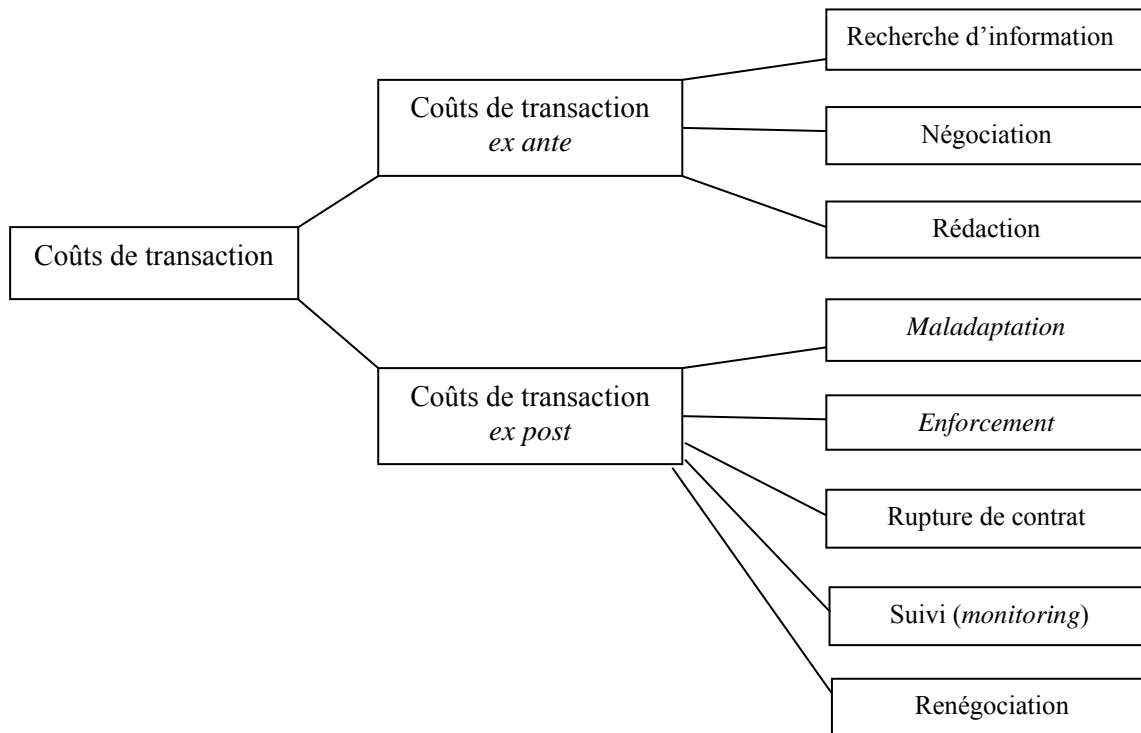 Coûts de transaction
Coûts de transaction
ex ante
Recherche d’information
Négociation
Rédaction
Coûts de transaction
ex post
Maladaptation
Enforcement
Rupture de contrat
Suivi (monitoring)
Renégociation